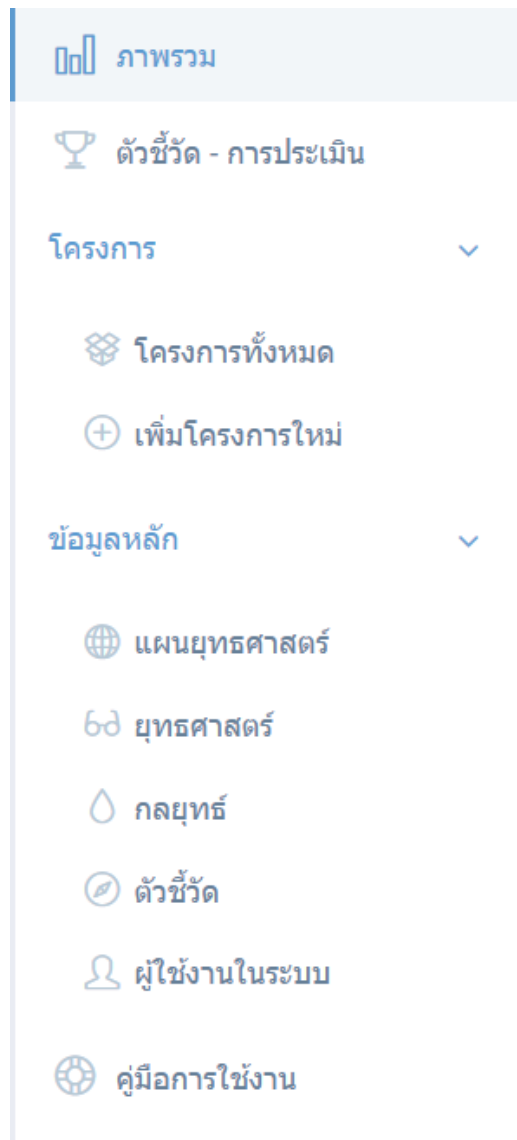 ภาพรวม
ตัวชี้วัด - การประเมิน
โครงการ
โครงการทั้งหมด
เพิ่มโครงการใหม่
ข้อมูลหลัก
แผนยุทธศาสตร์
ยุทธศาสตร์
กลยุทธ์
ตัวชี้วัด
ผู้ใช้งานในระบบ
คู่มือการใช้งาน